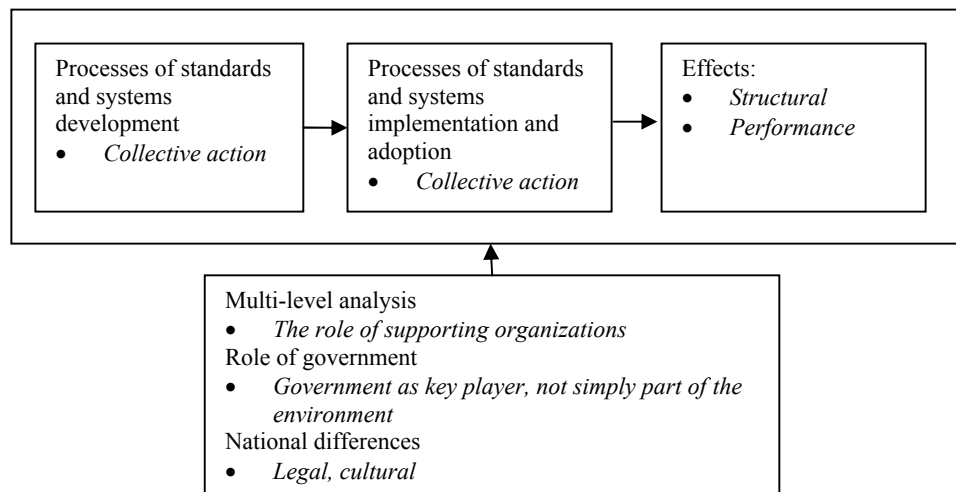 Processes of standards
and systems
development
• Collective action
Processes of standards
and systems
implementation and
adoption
• Collective action
Effects:
• Structural
• Performance
Multi-level analysis
• The role of supporting organizations
Role of government
• Government as key player, not simply part of the
environment
National differences
• Legal, cultural